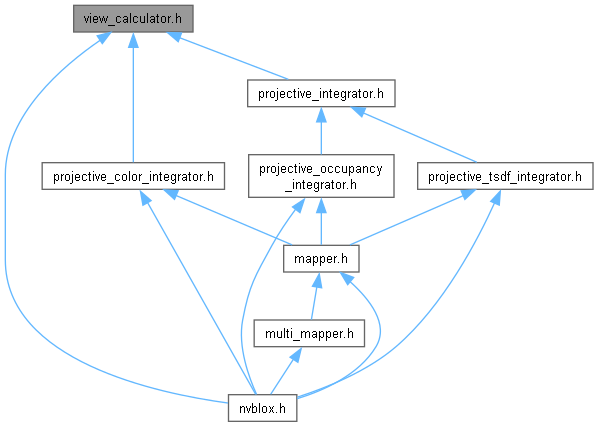 view_calculator.h
projective_integrator.h
projective_color_integrator.h
projective_occupancy
_integrator.h
projective_tsdf_integrator.h
mapper.h
multi_mapper.h
nvblox.h